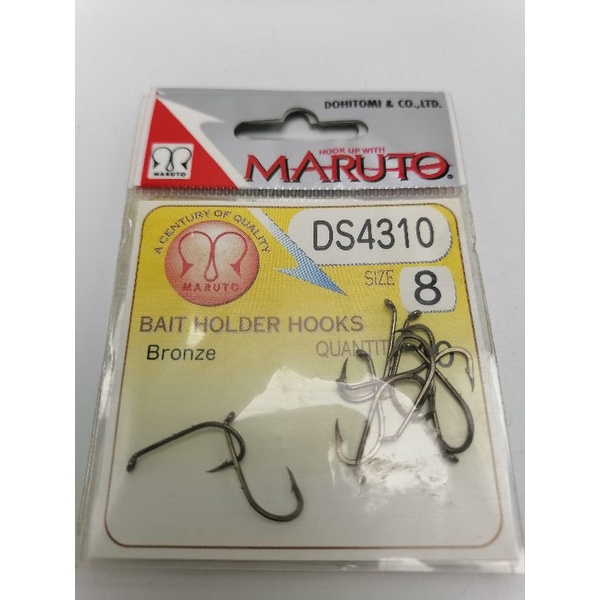 DOHITOMI & CO.,LTD.
HOOK UP WITH
MARUTO®
MARUTO
A CENTURY OF QUALITY
MARUTO
DS4310
SIZE 8
BAIT HOLDER HOOKS
Bronze